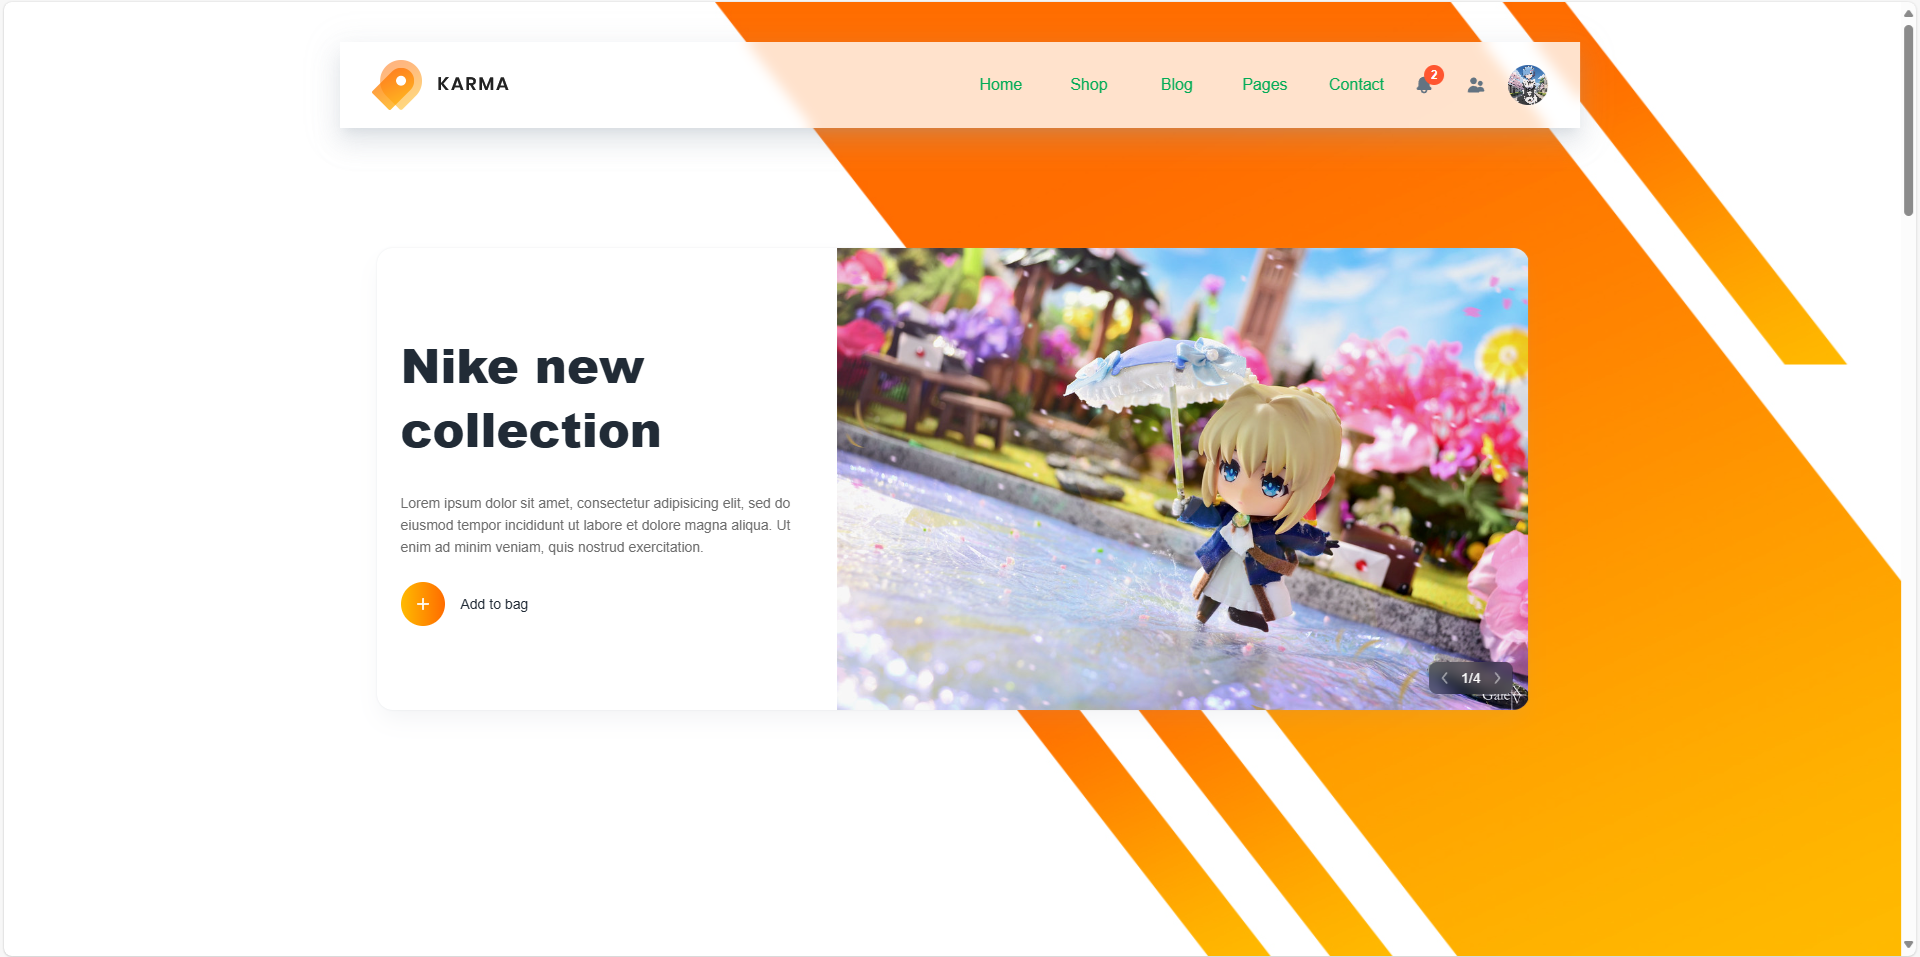 KARMA
Home
Shop
Blog
Pages
Contact
2
Nike new
collection
Lorem ipsum dolor sit amet, consectetur adipisicing elit, sed do
eiusmod tempor incididunt ut labore et dolore magna aliqua. Ut
enim ad minim veniam, quis nostrud exercitation.
Add to bag
1/4